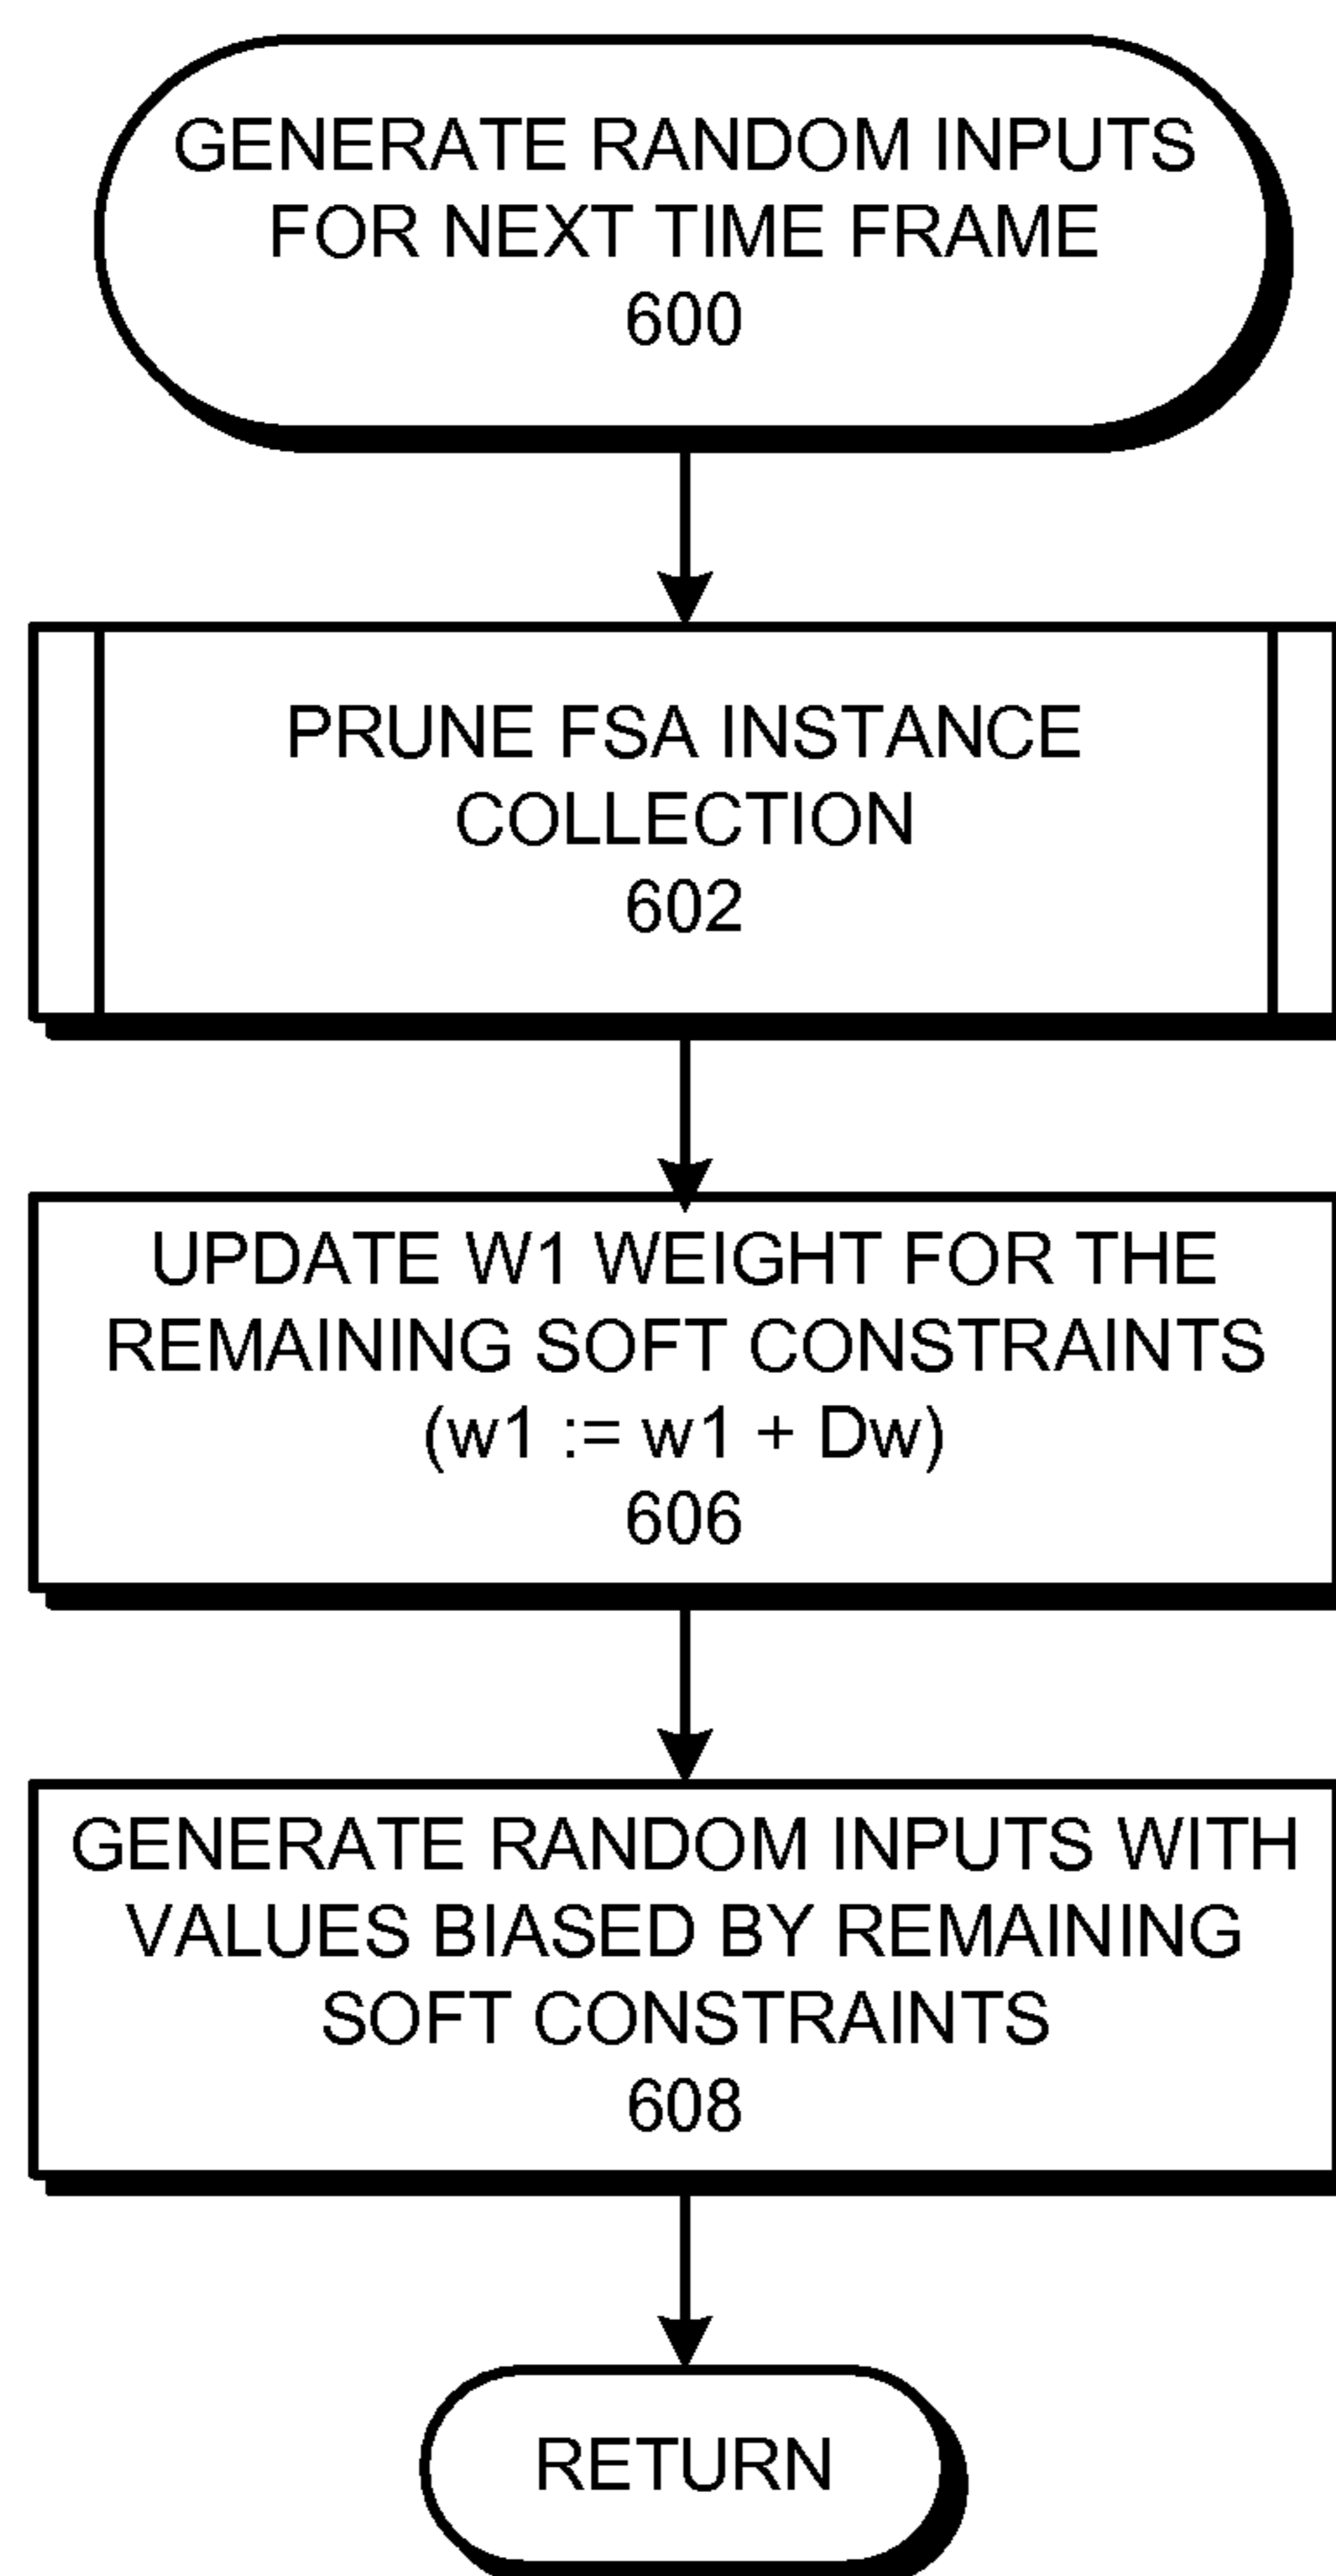 GENERATE RANDOM INPUTS
FOR NEXT TIME FRAME
600
PRUNE FSA INSTANCE
COLLECTION
602
UPDATE W1 WEIGHT FOR THE
REMAINING SOFT CONSTRAINTS
(w1 := w1 + Dw)
606
GENERATE RANDOM INPUTS WITH
VALUES BIASED BY REMAINING
SOFT CONSTRAINTS
608
RETURN